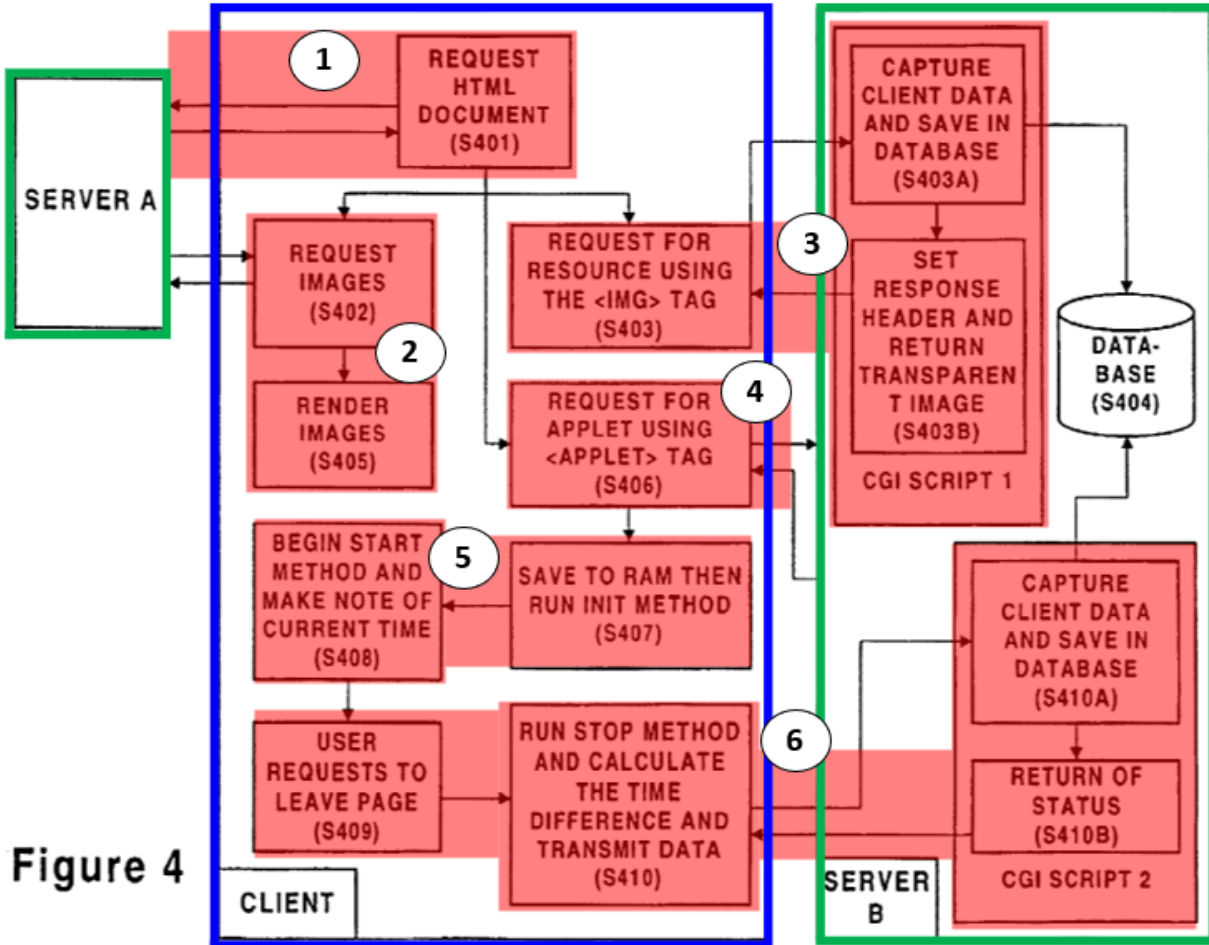 1
REQUEST
HTML
DOCUMENT
(S401)
SERVER A
REQUEST
IMAGES
(S402)
2
RENDER
IMAGES
(S405)
REQUEST FOR
RESOURCE USING
THE <IMG> TAG
(S403)
3
CAPTURE
CLIENT DATA
AND SAVE IN
DATABASE
(S403A)
SET
RESPONSE
HEADER AND
RETURN
TRANSPAREN
T IMAGE
(S403B)
CGI SCRIPT 1
DATA-
BASE
(S404)
4
REQUEST FOR
APPLET USING
<APPLET> TAG
(S406)
5
BEGIN START
METHOD AND
MAKE NOTE OF
CURRENT TIME
(S408)
SAVE TO RAM THEN
RUN INIT METHOD
(S407)
USER
REQUESTS TO
LEAVE PAGE
(S409)
RUN STOP METHOD
AND CALCULATE
THE TIME
DIFFERENCE AND
TRANSMIT DATA
(S410)
6
CAPTURE
CLIENT DATA
AND SAVE IN
DATABASE
(S410A)
RETURN OF
STATUS
(S410B)
CGI SCRIPT 2
Figure 4
CLIENT
SERVER
B